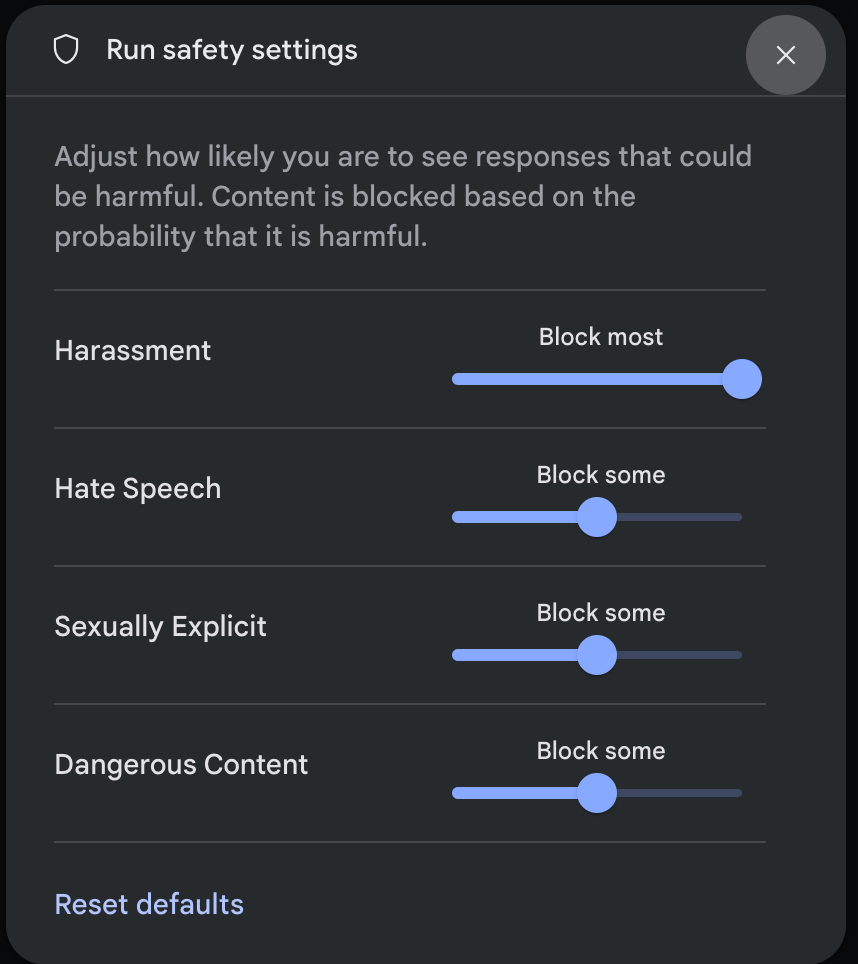 Run safety settings
Adjust how likely you are to see responses that could
be harmful. Content is blocked based on the
probability that it is harmful.
Harassment
Block most
Hate Speech
Block some
Sexually Explicit
Block some
Dangerous Content
Block some
Reset defaults